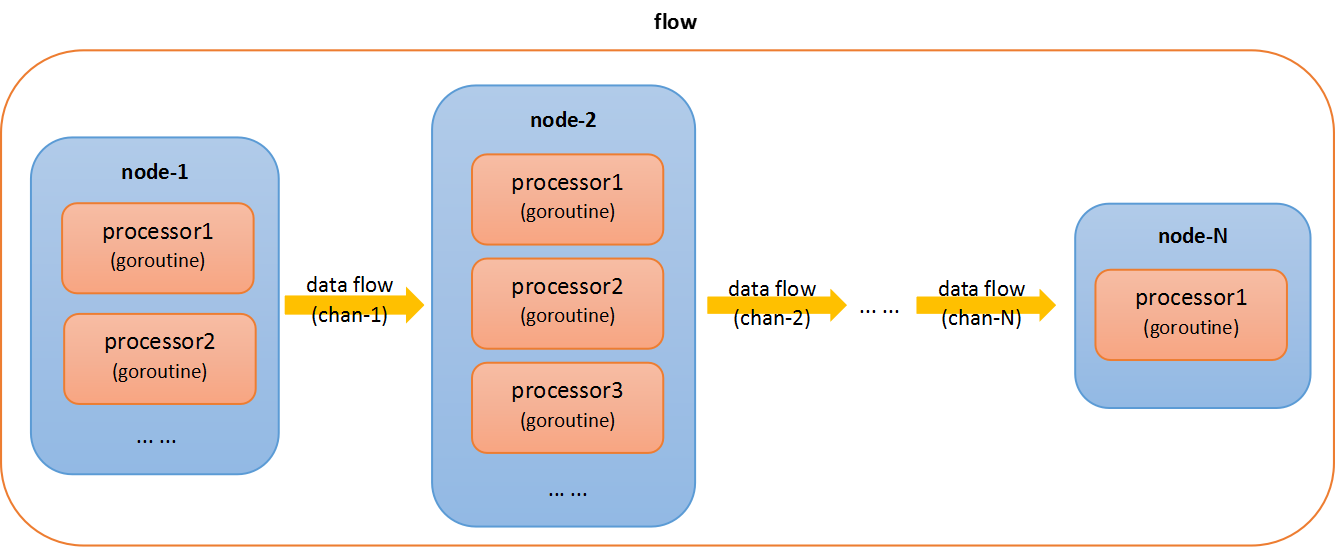 flow
node-1
processor1
(goroutine)
processor2
(goroutine)
... ...
data flow
(chan-1)
node-2
processor1
(goroutine)
processor2
(goroutine)
processor3
(goroutine)
... ...
data flow
(chan-2)
... ...
data flow
(chan-N)
node-N
processor1
(goroutine)